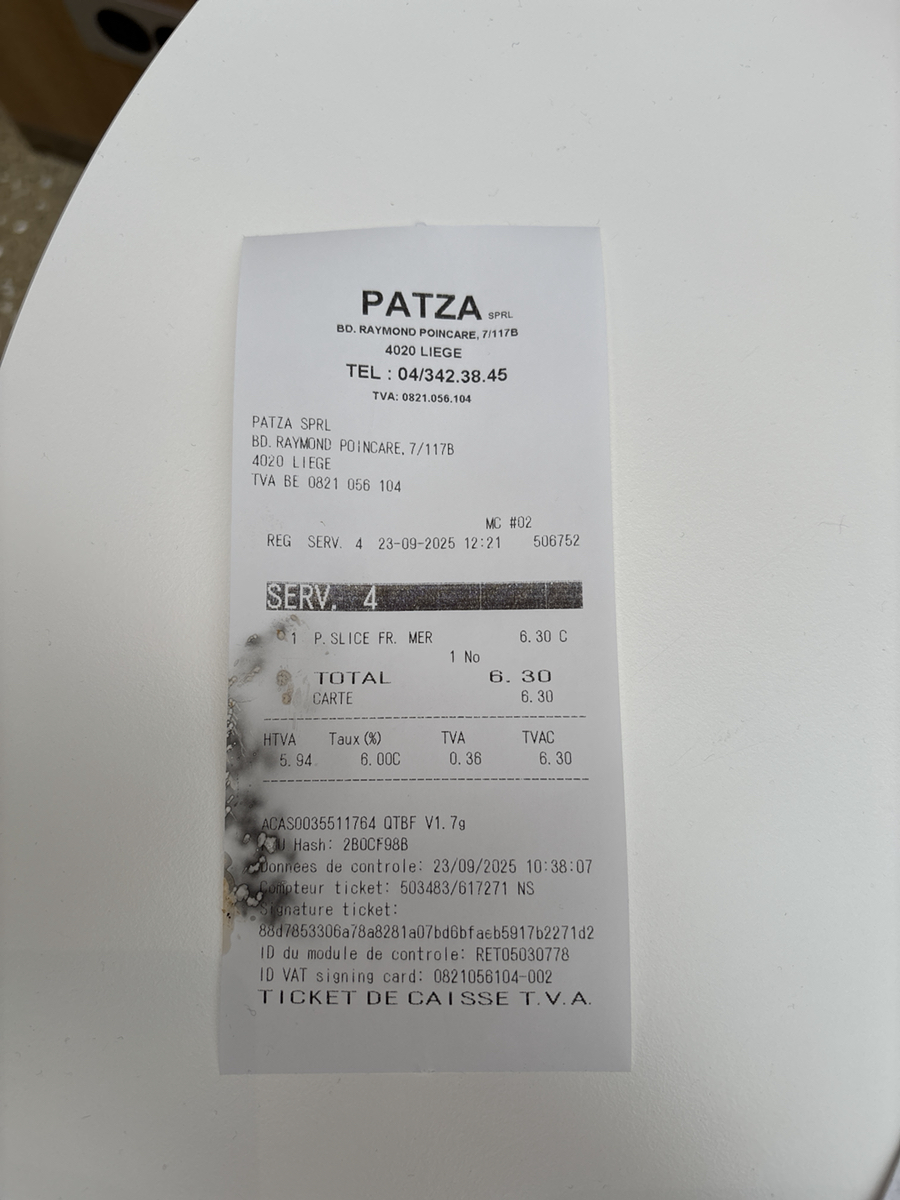 PATZA SPRL
BD. RAYMOND POINCARE, 7/117B
4020 LIEGE
TEL : 04/342.38.45
TVA: 0821.056.104
PATZA SPRL
BD. RAYMOND POINCARE, 7/117B
4020 LIEGE
TVA BE 0821 056 104
MC #02
REG SERV. 4 23-09-2025 12:21 506752
SERV. 4
1 P.SLICE FR. MER 6.30 C
1 No
TOTAL 6.30
CARTE 6.30
HTVA Taux(%) TVA TVAC
5.94 6.00C 0.36 6.30
ACAS0035511764 QTBF V1.7g
Hash: 2B0CF98B
Données de controle: 23/09/2025 10:38:07
Compteur ticket: 503483/617271 NS
Signature ticket:
88d7853306a78a8281a07bd6bfaeb5917b2271d2
ID du module de controle: RET05030778
ID VAT signing card: 0821056104-002
TICKET DE CAISSE T.V.A.